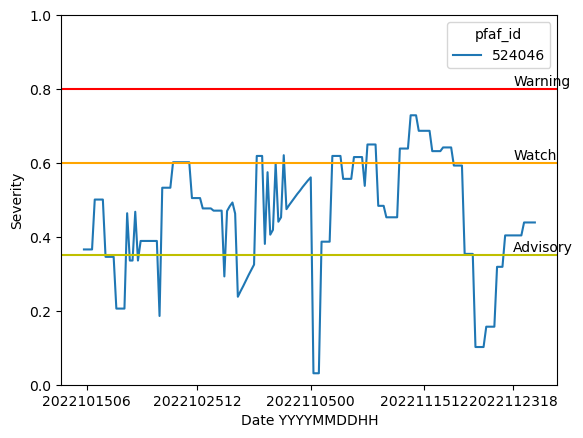 1.0
pfaf_id
524046
0.8
Warning
0.6
Watch
Severity
0.4
Advisory
0.2
0.0
2022101506 2022102512 2022110500 2022111512 2022112318
Date YYYYMMDDHH